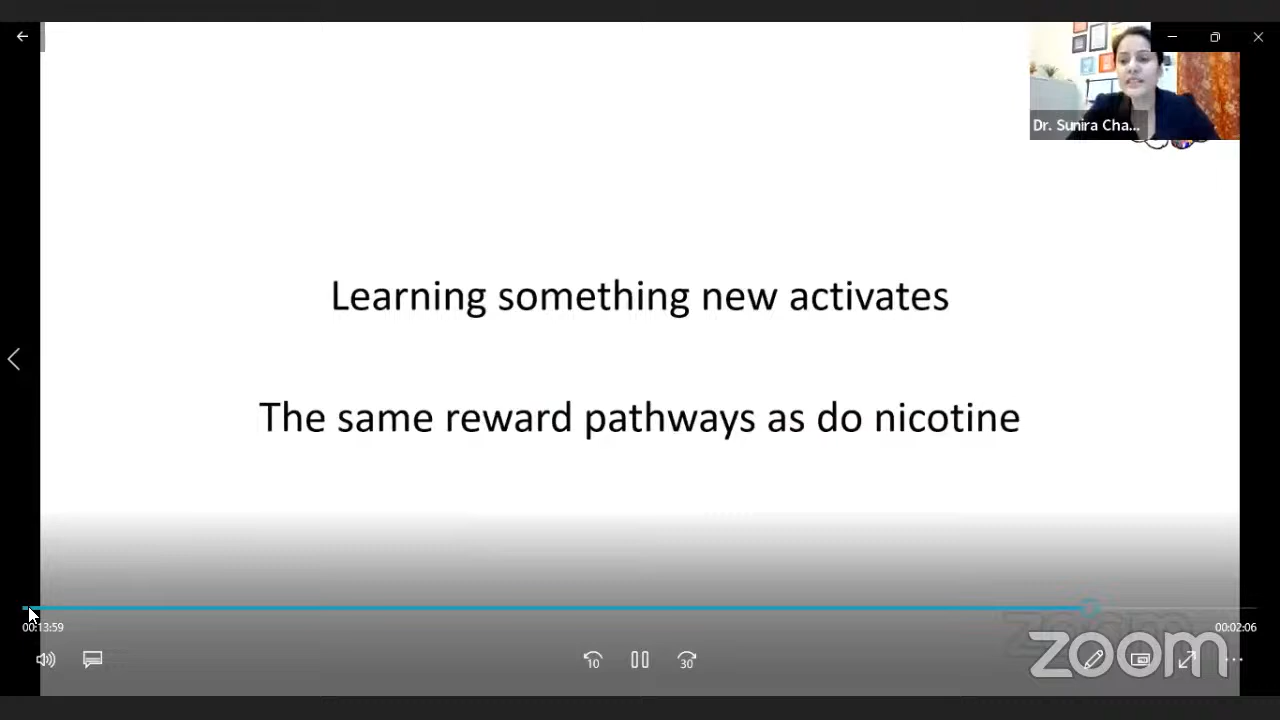 Dr. Sunira Cha...
Learning something new activates
The same reward pathways as do nicotine
00:13:59
00:02:06
10
30
zoom